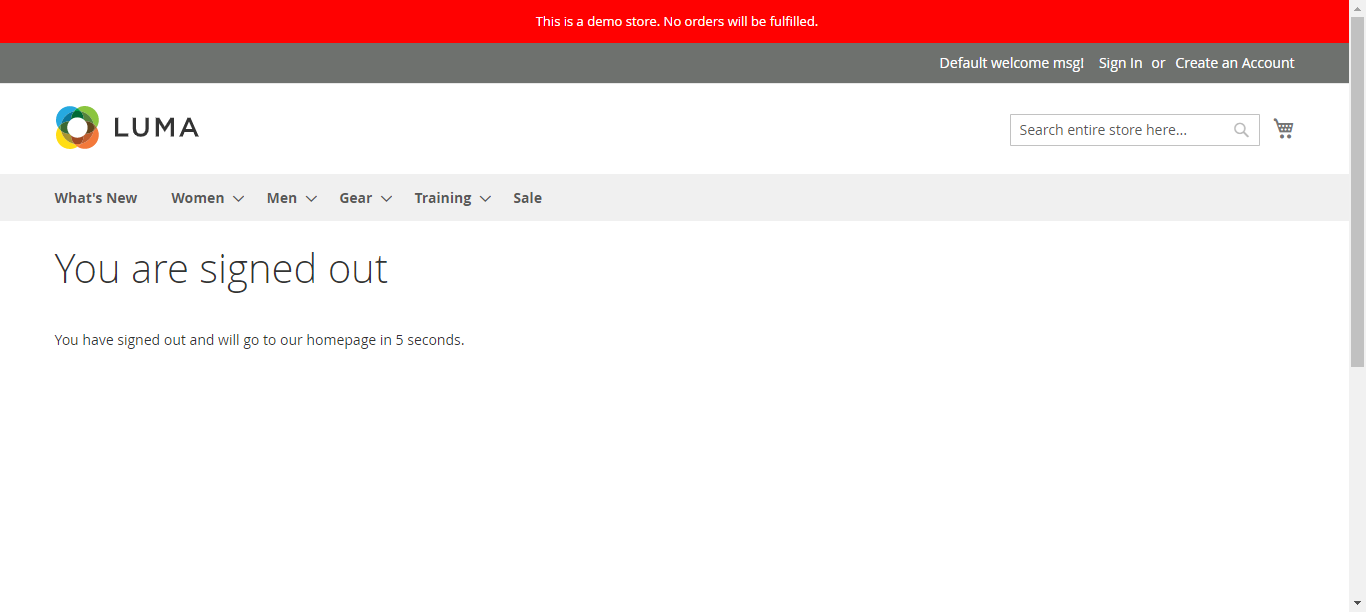 This is a demo store. No orders will be fulfilled.
Default welcome msg! Sign In or Create an Account
LUMA
Search entire store here...
What's New Women Men Gear Training Sale
You are signed out
You have signed out and will go to our homepage in 5 seconds.